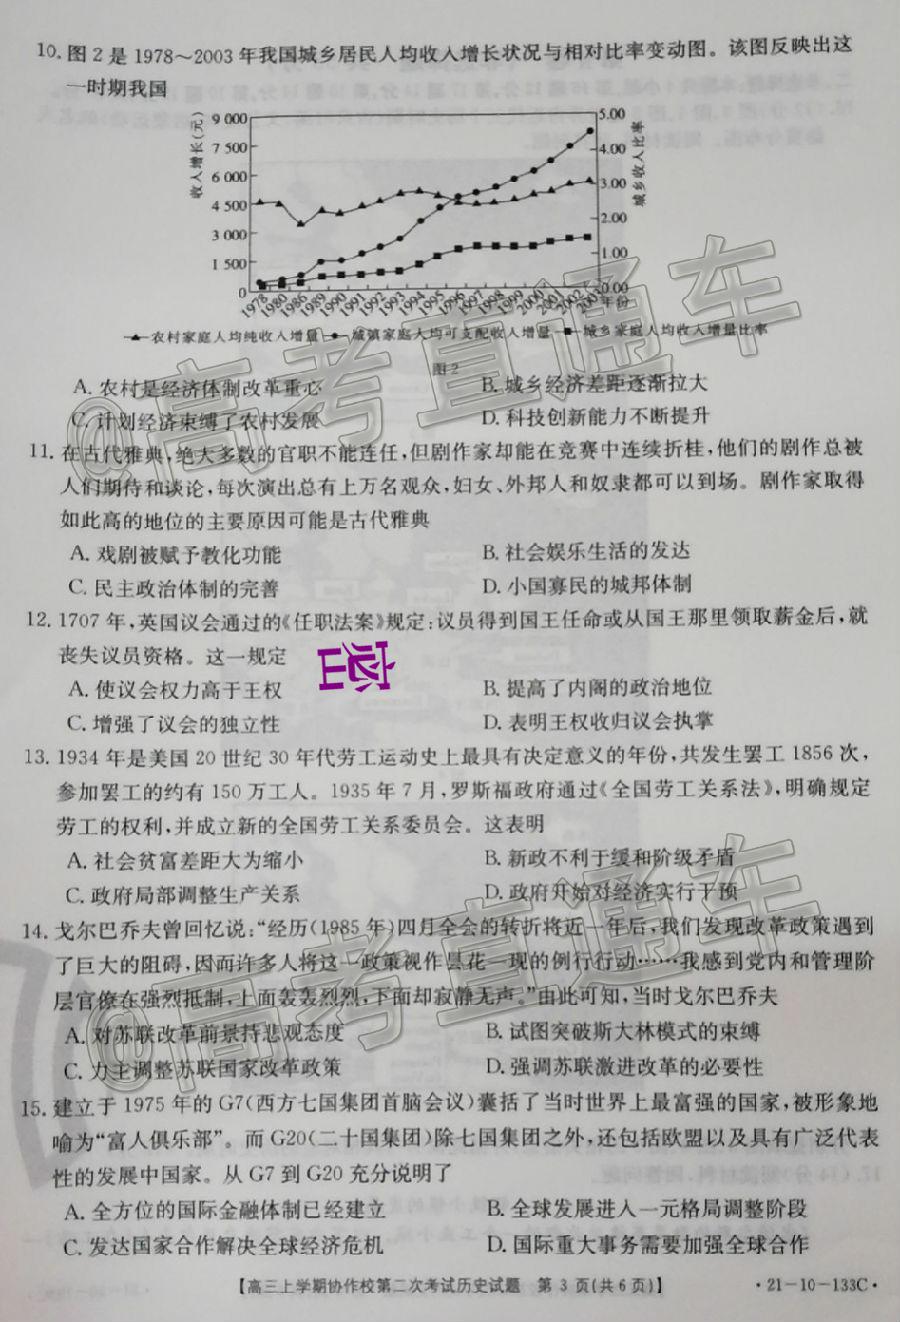 10. 图 2 是 1978～2003 年我国城乡居民人均收入增长状况与相对比率变动图。该图反映出这
一时期我国
收入增长(元)
9 000
7 500
6 000
4 500
3 000
1 500
0
5.00
4.00
3.00
2.00
1.00
0.00
城乡收入比率
1978 1980 1986 1989 1990 1991 1992 1993 1994 1995 1996 1997 1998 1999 2000 2001 2002 2003 年份
农村家庭人均纯收入增量 城镇家庭人均可支配收入增量 城乡家庭人均收入增量比率
图 2
A. 农村是经济体制改革重心 B. 城乡经济差距逐渐拉大
C. 计划经济束缚了农村发展 D. 科技创新能力不断提升
11. 在古代雅典,绝大多数的官职不能连任,但剧作家却能在竞赛中连续折桂,他们的剧作总被
人们期待和谈论,每次演出总有上万名观众,妇女、外邦人和奴隶都可以到场。剧作家取得
如此高的地位的主要原因可能是古代雅典
A. 戏剧被赋予教化功能 B. 社会娱乐生活的发达
C. 民主政治体制的完善 D. 小国寡民的城邦体制
12. 1707 年,英国议会通过的《任职法案》规定:议员得到国王任命或从国王那里领取薪金后,就
丧失议员资格。这一规定
密
A. 使议会权力高于王权 B. 提高了内阁的政治地位
C. 增强了议会的独立性 D. 表明王权收归议会执掌
13. 1934 年是美国 20 世纪 30 年代劳工运动史上最具有决定意义的年份,共发生罢工 1856 次,
参加罢工的约有 150 万工人。1935 年 7 月,罗斯福政府通过《全国劳工关系法》,明确规定
劳工的权利,并成立新的全国劳工关系委员会。这表明
A. 社会贫富差距大为缩小 B. 新政不利于缓和阶级矛盾
C. 政府局部调整生产关系 D. 政府开始对经济实行干预
14. 戈尔巴乔夫曾回忆说:“经历(1985 年)四月全会的转折将近一年后,我们发现改革政策遇到
了巨大的阻碍,因而许多人将这一政策视作昙花一现的例行行动……我感到党内和管理阶
层官僚在强烈抵制,上面轰轰烈烈,下面却寂静无声。”由此可知,当时戈尔巴乔夫
A. 对苏联改革前景持悲观态度 B. 试图突破斯大林模式的束缚
C. 力主调整苏联国家改革政策 D. 强调苏联激进改革的必要性
15. 建立于 1975 年的 G7(西方七国集团首脑会议)囊括了当时世界上最富强的国家,被形象地
喻为“富人俱乐部”。而 G20(二十国集团)除七国集团之外,还包括欧盟以及具有广泛代表
性的发展中国家。从 G7 到 G20 充分说明了
A. 全方位的国际金融体制已经建立 B. 全球发展进入一元格局调整阶段
C. 发达国家合作解决全球经济危机 D. 国际重大事务需要加强全球合作
【高三上学期协作校第二次考试历史试题 第 3 页(共 6 页)】 ·21-10-133C·
@高考直通车
@高考直通车